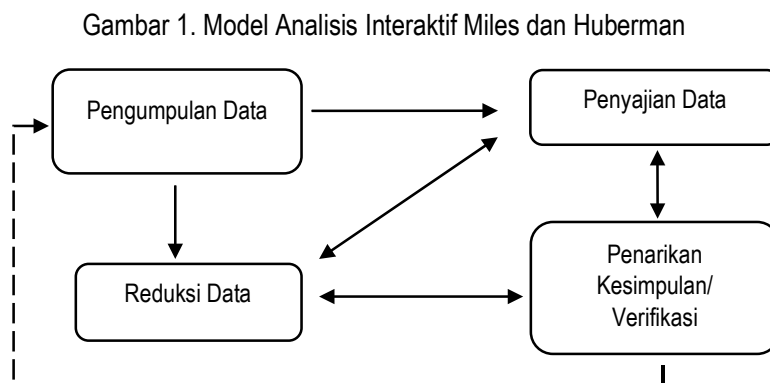 Gambar 1. Model Analisis Interaktif Miles dan Huberman
Pengumpulan Data
Penyajian Data
Reduksi Data
Penarikan
Kesimpulan/
Verifikasi